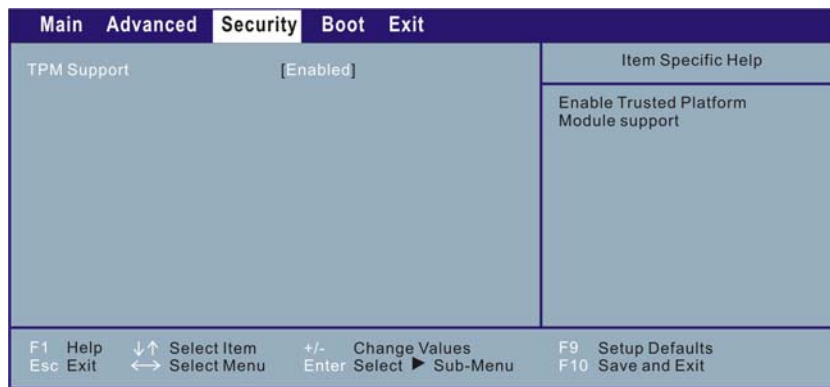 Main Advanced Security Boot Exit
TPM Support [Enabled]
Item Specific Help
Enable Trusted Platform
Module support
F1 Help ↓↑ Select Item +/- Change Values F9 Setup Defaults
Esc Exit ←→ Select Menu Enter Select ▶ Sub-Menu F10 Save and Exit